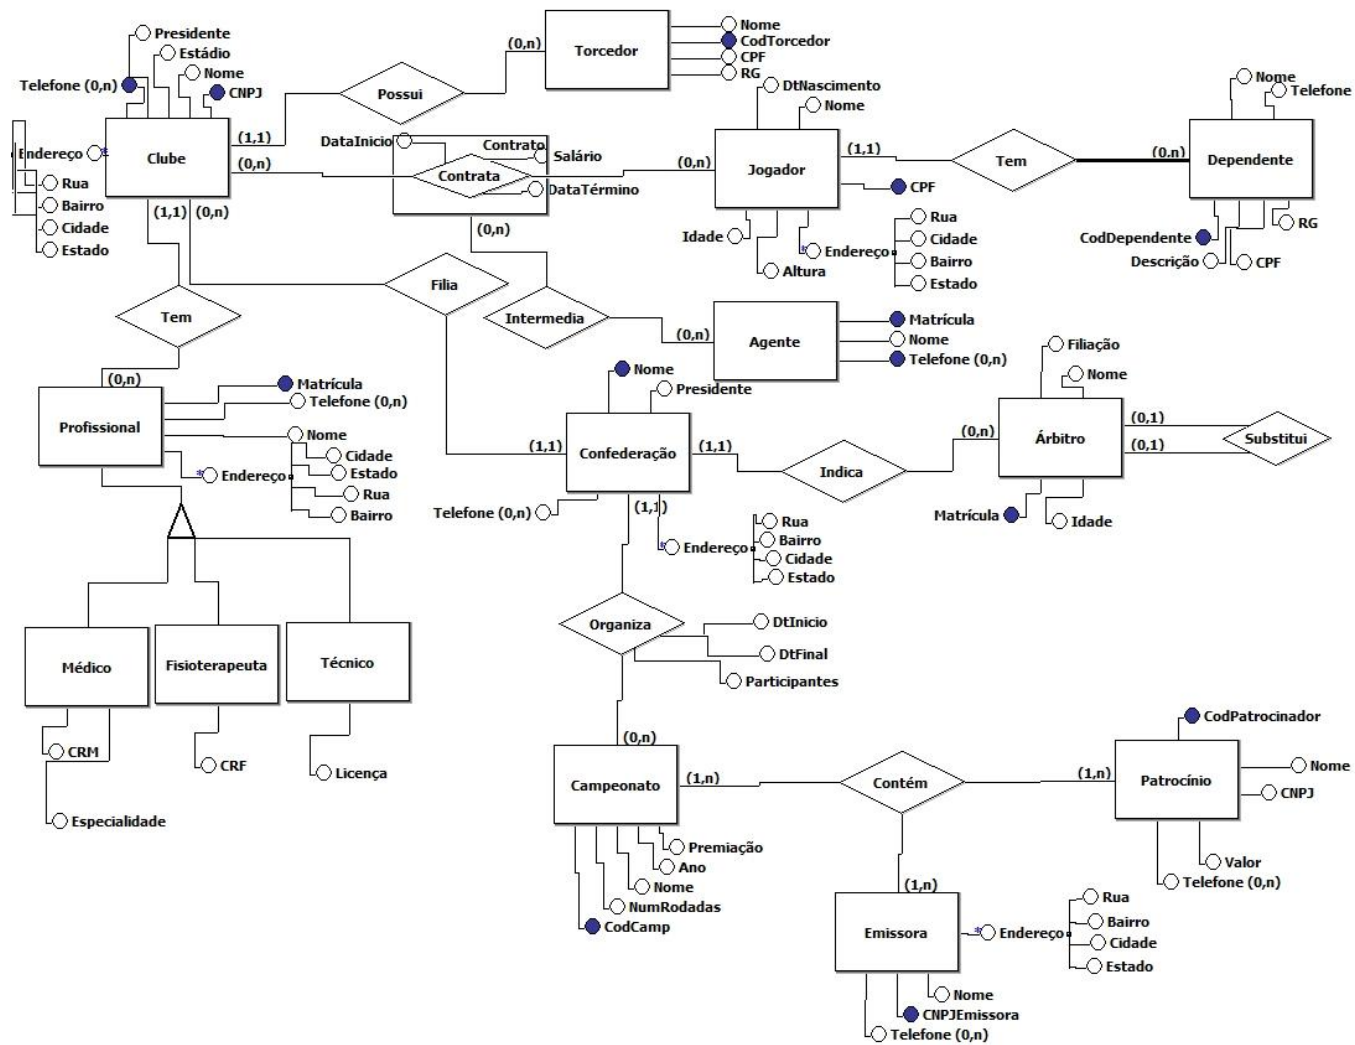 Presidente
Estádio
Telefone (0,n)
Nome
CNPJ
Clube
Endereço
Rua
Bairro
Cidade
Estado
(1,1)
(0,n)
(1,1)
(0,n)
Possui
(0,n)
Torcedor
Nome
CodTorcedor
CPF
RG
DataInicio
Contrato
Salário
Contrata
DataTérmino
(0,n)
(0,n)
DtNascimento
Nome
Jogador
(1,1)
CPF
Idade
Altura
Endereço
Rua
Cidade
Bairro
Estado
Tem
(0,n)
Nome
Telefone
Dependente
CodDependente
Descrição
CPF
RG
Tem
(0,n)
Filia
Intermedia
(0,n)
Agente
Matrícula
Nome
Telefone (0,n)
Profissional
Matrícula
Telefone (0,n)
Nome
Endereço
Cidade
Estado
Rua
Bairro
Nome
Presidente
(1,1)
Confederação
(1,1)
Telefone (0,n)
(1,1)
Endereço
Rua
Bairro
Cidade
Estado
Indica
(0,n)
Filiação
Nome
Árbitro
(0,1)
(0,1)
Substitui
Matrícula
Idade
Médico
Fisioterapeuta
Técnico
CRM
Especialidade
CRF
Licença
Organiza
DtInicio
DtFinal
Participantes
(0,n)
Campeonato
(1,n)
Premiação
Ano
Nome
NumRodadas
CodCamp
Contém
(1,n)
CodPatrocinador
Patrocínio
Nome
CNPJ
Valor
Telefone (0,n)
(1,n)
Emissora
Endereço
Rua
Bairro
Cidade
Estado
Nome
CNPJEmissora
Telefone (0,n)